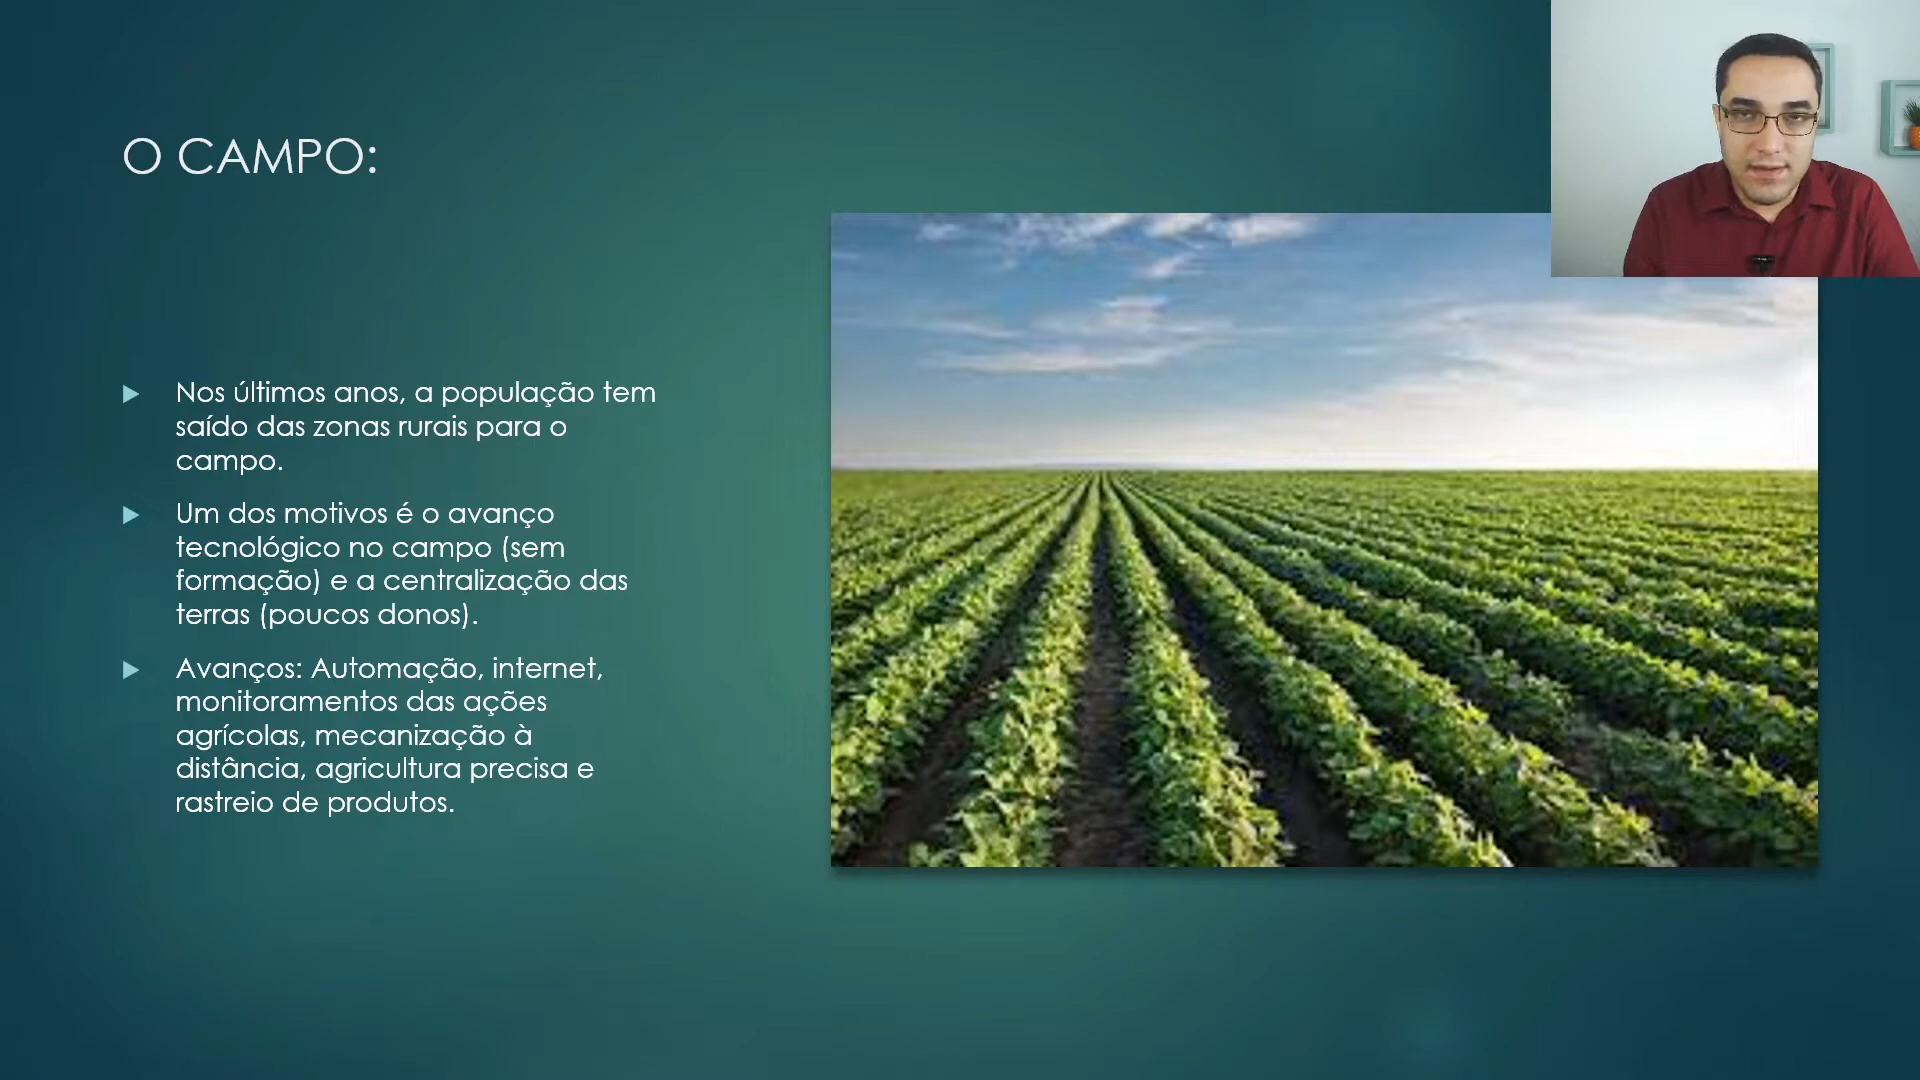 O CAMPO:
Nos últimos anos, a população tem
saído das zonas rurais para o
campo.
Um dos motivos é o avanço
tecnológico no campo (sem
formação) e a centralização das
terras (poucos donos).
Avanços: Automação, internet,
monitoramentos das ações
agrícolas, mecanização à
distância, agricultura precisa e
rastreio de produtos.